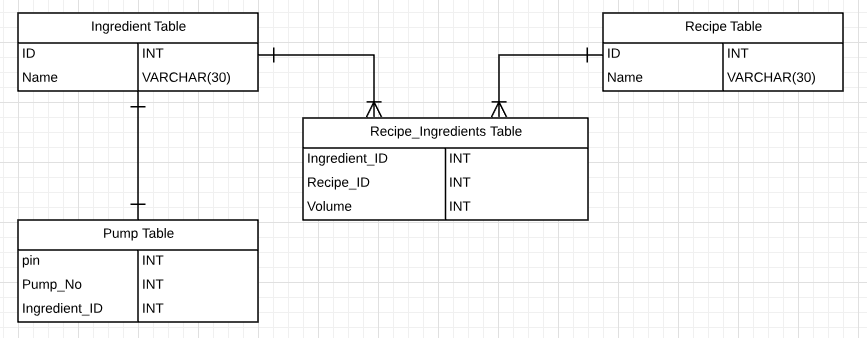 Ingredient Table
ID INT
Name VARCHAR(30)
Recipe Table
ID INT
Name VARCHAR(30)
Recipe_Ingredients Table
Ingredient_ID INT
Recipe_ID INT
Volume INT
Pump Table
pin INT
Pump_No INT
Ingredient_ID INT